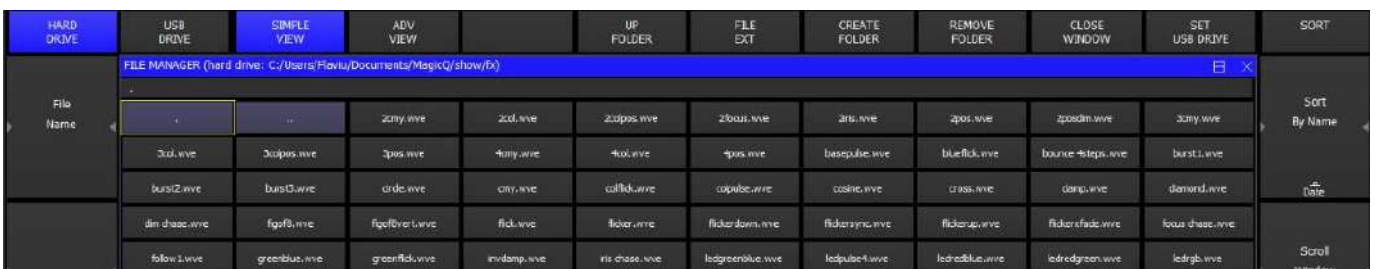 HARD DRIVE
USB DRIVE
SIMPLE VIEW
ADV VIEW
UP FOLDER
FILE EXT
CREATE FOLDER
REMOVE FOLDER
CLOSE WINDOW
SET USB DRIVE
SORT
FILE MANAGER (hard drive: C:/Users/Flaviu/Documents/MagicQ/show/fx)
.
File Name
Sort By Name
Date
. .. 2cmy.wve 2col.wve 2colpos.wve 2focus.wve 2iris.wve 2pos.wve 2posdim.wve 3cmy.wve
3col.wve 3colpos.wve 3pos.wve 4cmy.wve 4col.wve 4pos.wve basepulse.wve blueflick.wve bounce 4steps.wve burst1.wve
burst2.wve burst3.wve circle.wve cmy.wve colflick.wve colpulse.wve cosine.wve cross.wve damp.wve diamond.wve
dim chase.wve figof8.wve figof8vert.wve flick.wve flicker.wve flickerdown.wve flickersync.wve flickerup.wve flickerxfade.wve focus chase.wve
follow1.wve greenblue.wve greenflick.wve invdamp.wve iris chase.wve ledgreenblue.wve ledpulse4.wve ledredblue.wve ledredgreen.wve ledrgb.wve
Scroll